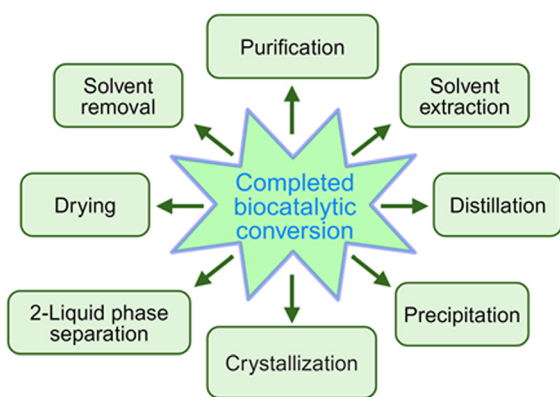 Purification
Solvent
removal
Solvent
extraction
Completed
biocatalytic
conversion
Drying
Distillation
2-Liquid phase
separation
Precipitation
Crystallization